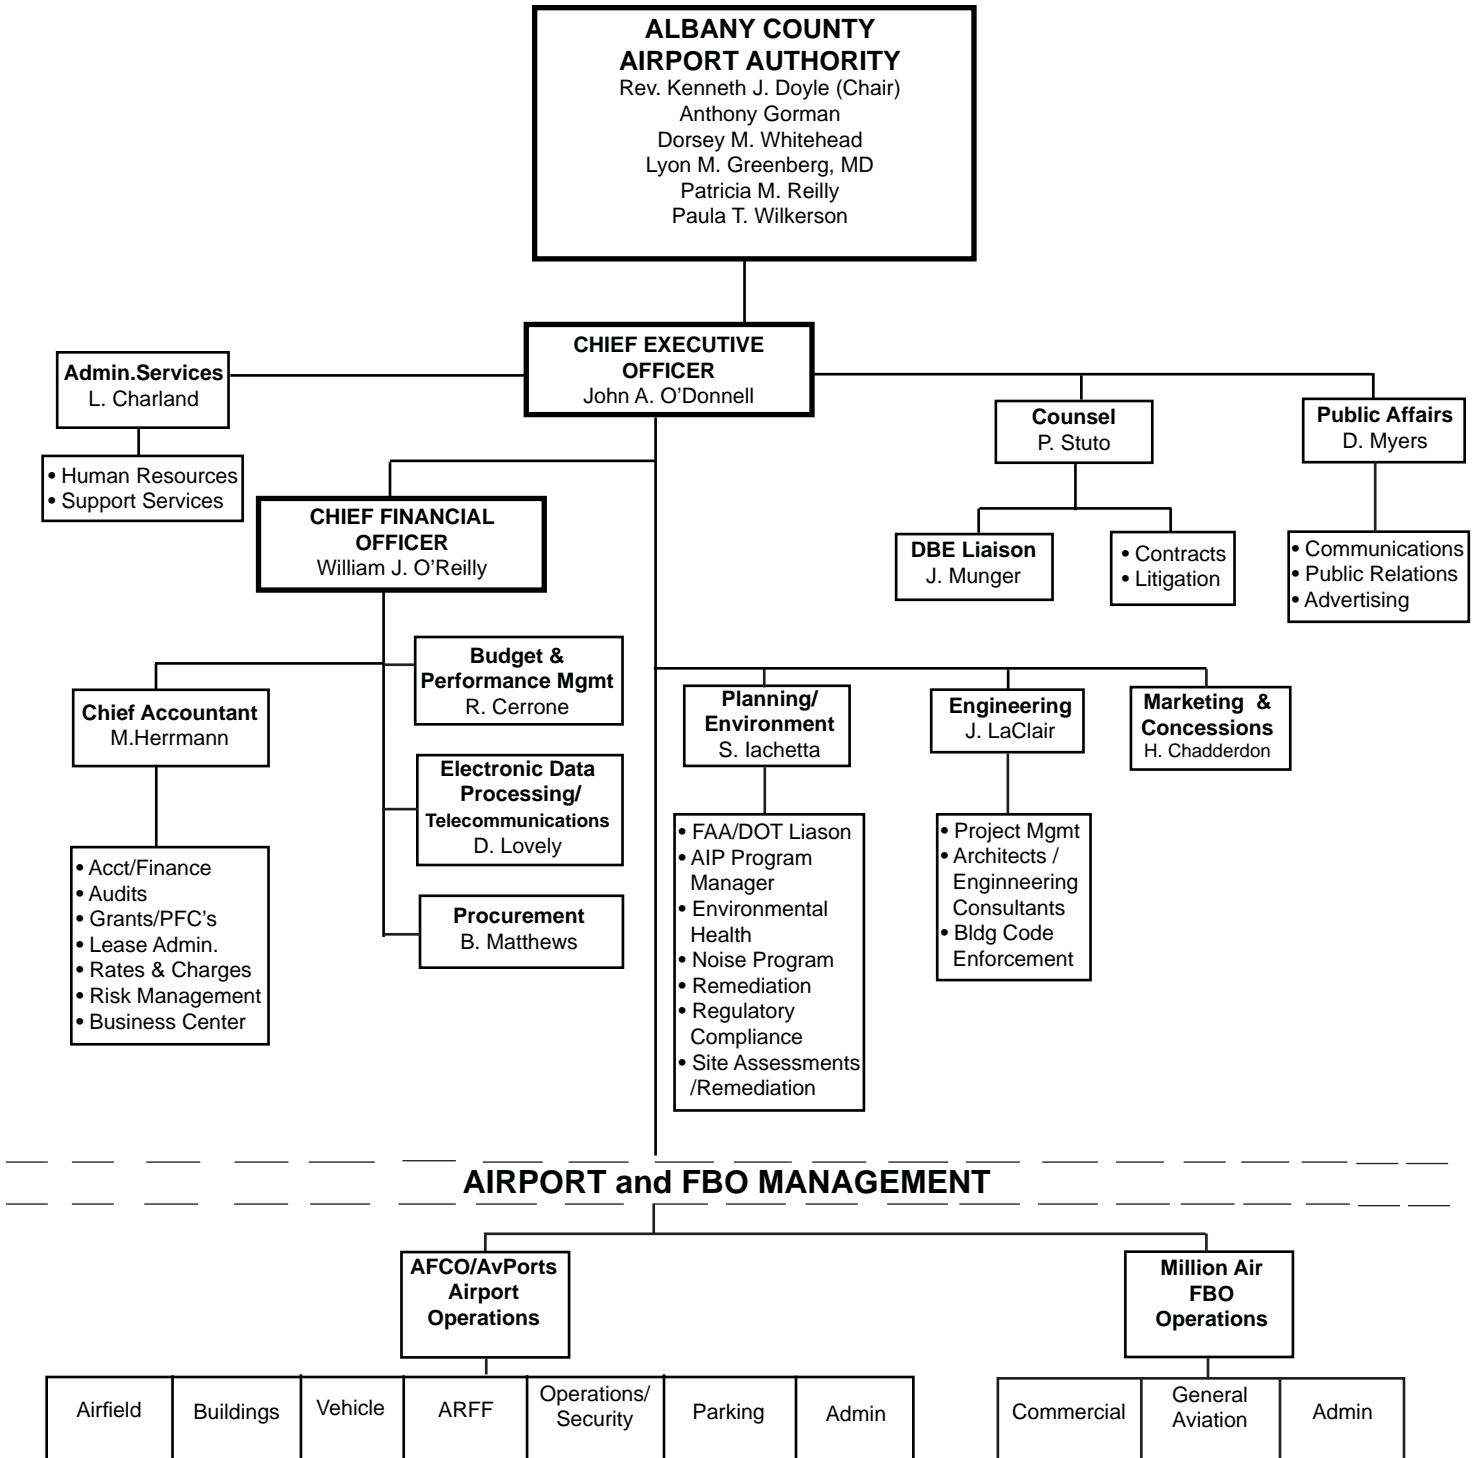 ALBANY COUNTY
AIRPORT AUTHORITY
Rev. Kenneth J. Doyle (Chair)
Anthony Gorman
Dorsey M. Whitehead
Lyon M. Greenberg, MD
Patricia M. Reilly
Paula T. Wilkerson
CHIEF EXECUTIVE
OFFICER
John A. O'Donnell
Admin.Services
L. Charland
• Human Resources
• Support Services
Counsel
P. Stuto
Public Affairs
D. Myers
DBE Liaison
J. Munger
• Contracts
• Litigation
• Communications
• Public Relations
• Advertising
CHIEF FINANCIAL
OFFICER
William J. O'Reilly
Budget &
Performance Mgmt
R. Cerrone
Chief Accountant
M.Herrmann
Electronic Data
Processing/
Telecommunications
D. Lovely
Procurement
B. Matthews
• Acct/Finance
• Audits
• Grants/PFC's
• Lease Admin.
• Rates & Charges
• Risk Management
• Business Center
Planning/
Environment
S. Iachetta
Engineering
J. LaClair
Marketing &
Concessions
H. Chadderdon
• FAA/DOT Liason
• AIP Program
Manager
• Environmental
Health
• Noise Program
• Remediation
• Regulatory
Compliance
• Site Assessments
/Remediation
• Project Mgmt
• Architects /
Enginneering
Consultants
• Bldg Code
Enforcement
AIRPORT and FBO MANAGEMENT
AFCO/AvPorts
Airport
Operations
Million Air
FBO
Operations
Airfield
Buildings
Vehicle
ARFF
Operations/
Security
Parking
Admin
Commercial
General
Aviation
Admin